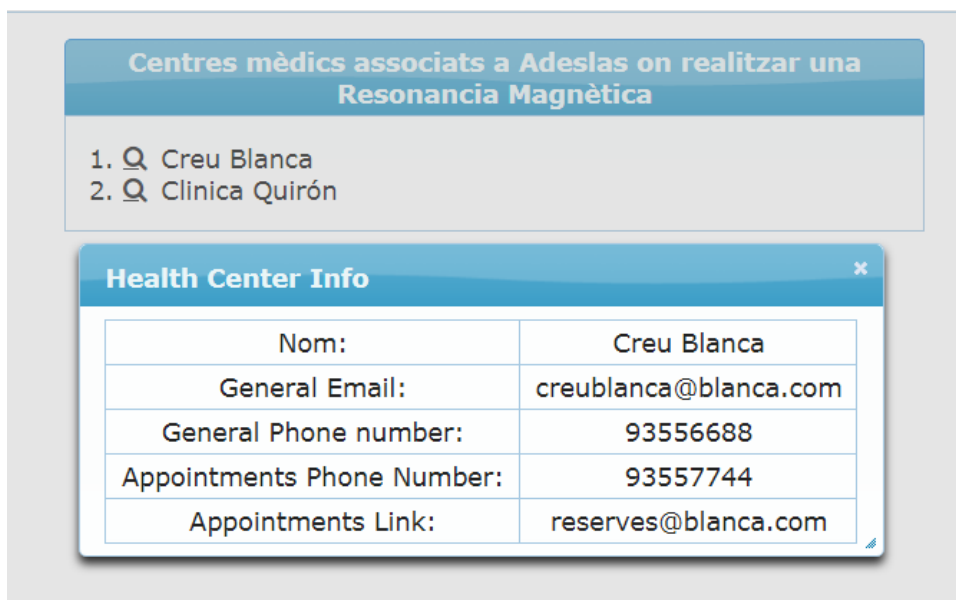 Centres mèdics associats a Adeslas on realitzar una
Resonancia Magnètica
1. Creu Blanca
2. Clinica Quirón
Health Center Info
Nom: Creu Blanca
General Email: creublanca@blanca.com
General Phone number: 93556688
Appointments Phone Number: 93557744
Appointments Link: reserves@blanca.com